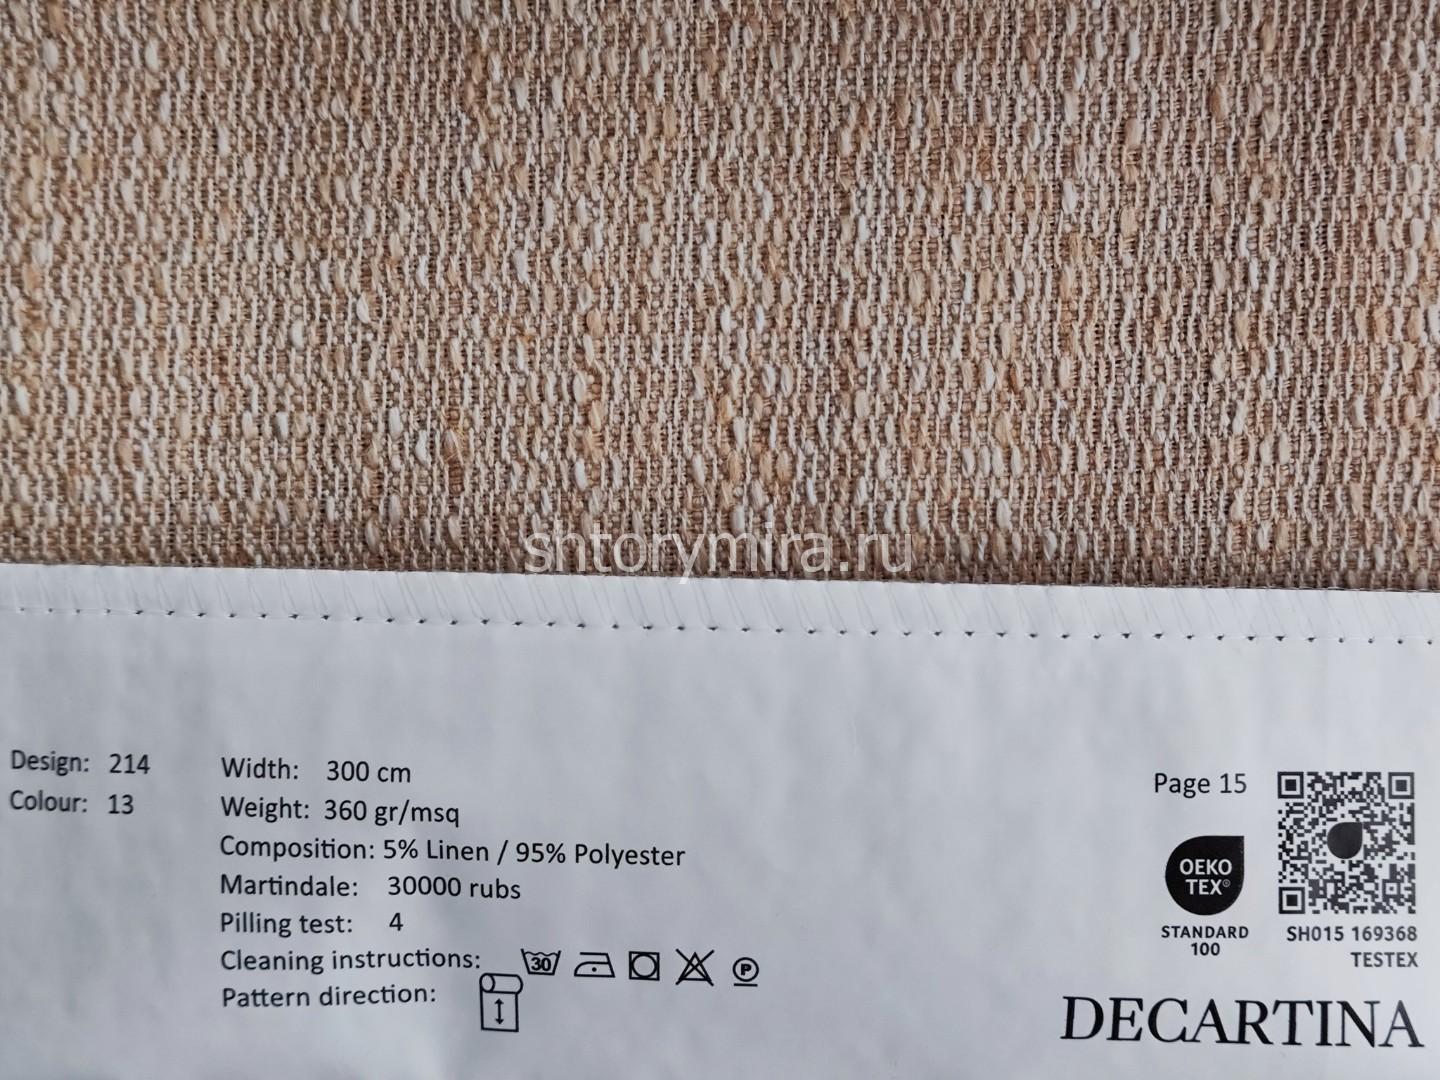 shtorymira.ru
Design: 214
Colour: 13
Width: 300 cm
Weight: 360 gr/msq
Composition: 5% Linen / 95% Polyester
Martindale: 30000 rubs
Pilling test: 4
Cleaning instructions: 30 P
Pattern direction:
Page 15
OEKO
TEX®
STANDARD
100
SH015 169368
TESTEX
DECARTINA